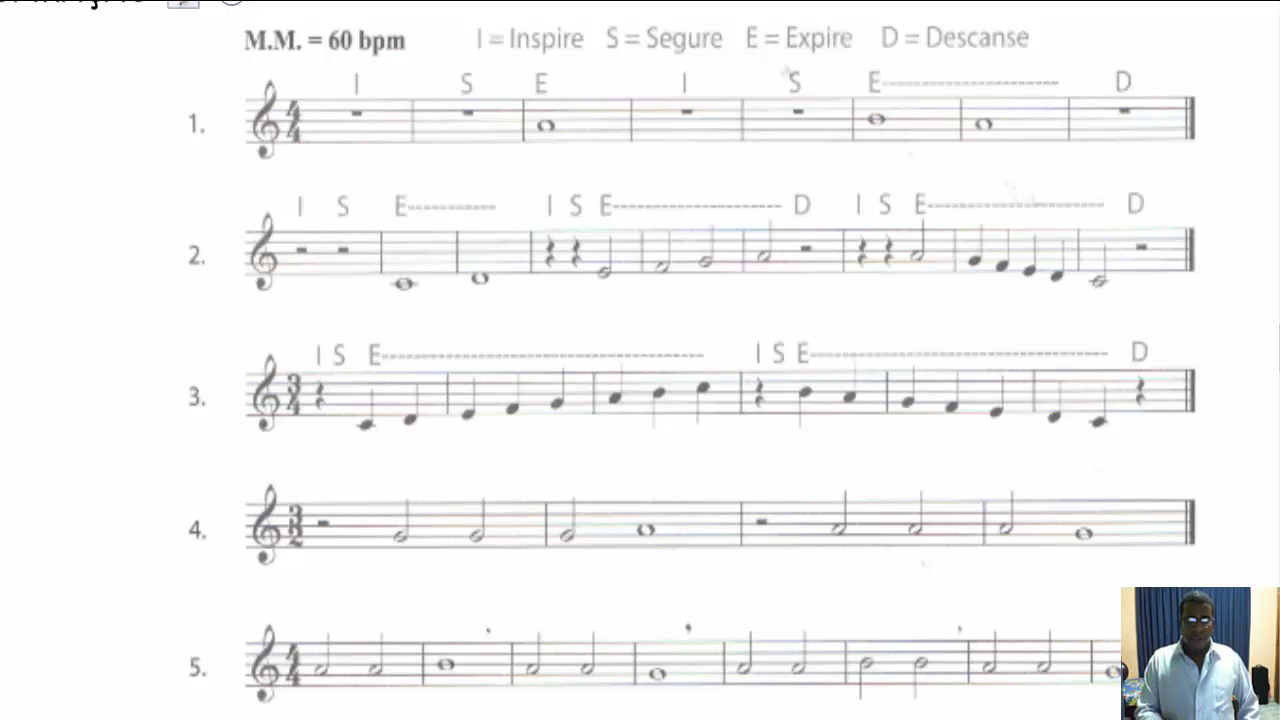 M.M. = 60 bpm I = Inspire S = Segure E = Expire D = Descanse
I S E I S E---------------------- D
1.
I S E----------- I S E--------------------- D I S E---------------------- D
2.
I S E---------------------------------------- I S E------------------------------------- D
3.
4.
5.